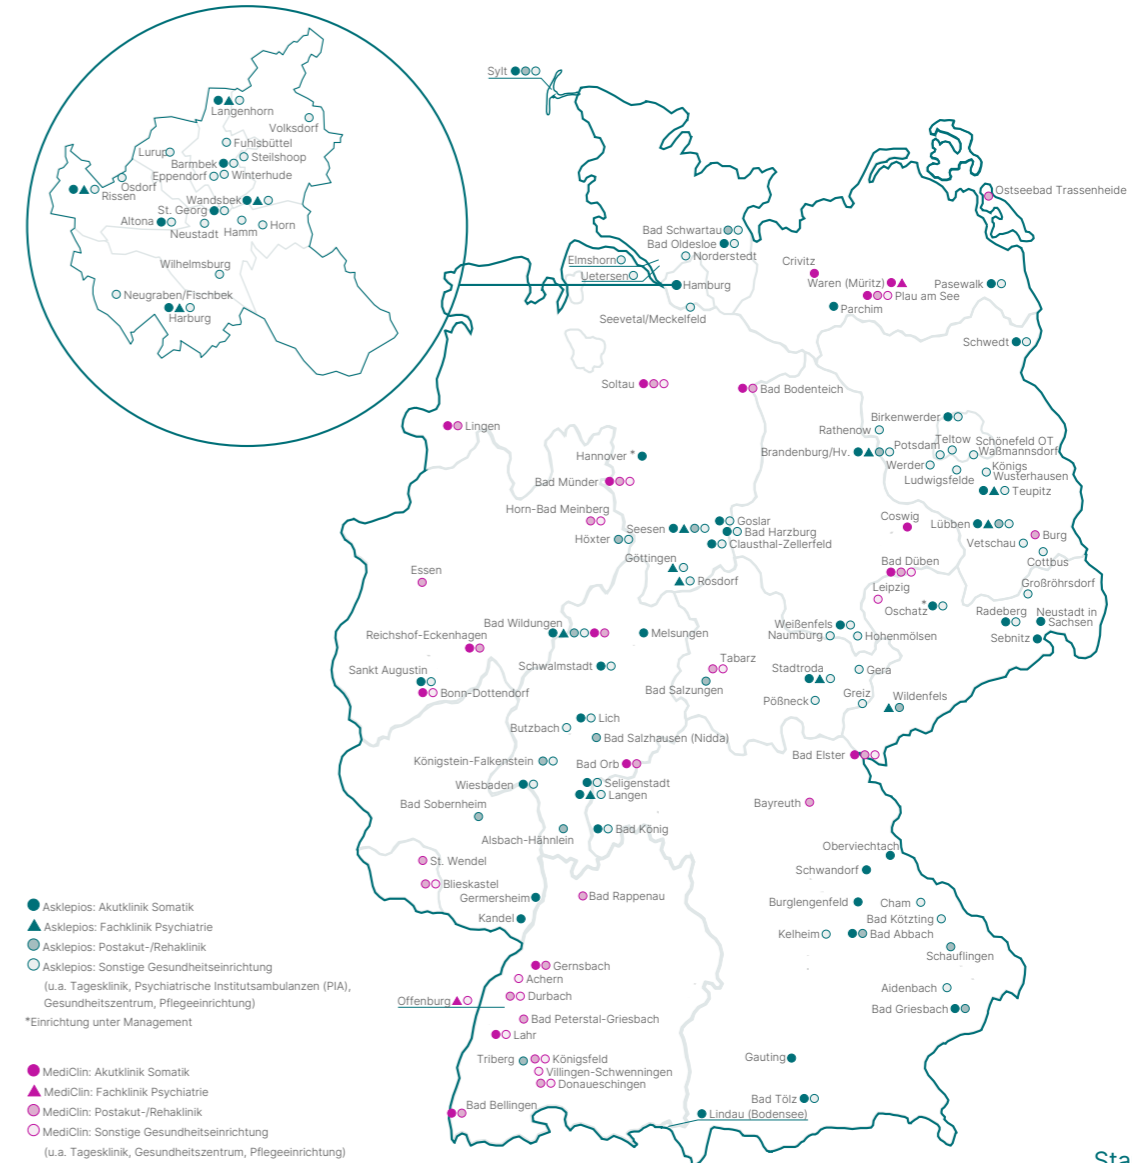 Sylt
Langenhorn
Volksdorf
Fuhlsbüttel
Lurup
Steilshoop
Barmbek
Eppendorf
Winterhude
Osdorf
Rissen
Wandsbek
St. Georg
Altona
Neustadt
Hamm
Horn
Wilhelmsburg
Neugraben/Fischbek
Harburg
Ostseebad Trassenheide
Bad Schwartau
Bad Oldesloe
Norderstedt
Elmshorn
Uetersen
Hamburg
Seevetal/Meckelfeld
Crivitz
Waren (Müritz)
Plau am See
Parchim
Pasewalk
Schwedt
Soltau
Bad Bodenteich
Lingen
Birkenwerder
Rathenow
Brandenburg/Hv.
Potsdam
Teltow
Schönefeld OT
Waßmannsdorf
Werder
Ludwigsfelde
Königs
Wusterhausen
Teupitz
Hannover *
Bad Münder
Horn-Bad Meinberg
Höxter
Seesen
Goslar
Bad Harzburg
Clausthal-Zellerfeld
Göttingen
Rosdorf
Coswig
Lübben
Burg
Vetschau
Cottbus
Bad Düben
Leipzig
Großröhrsdorf
*
Oschatz
Radeberg
Neustadt in
Sachsen
Sebnitz
Essen
Reichshof-Eckenhagen
Bad Wildungen
Melsungen
Weißenfels
Naumburg
Hohenmölsen
Sankt Augustin
Bonn-Dottendorf
Schwalmstadt
Tabarz
Bad Salzungen
Stadtroda
Gera
Pößneck
Greiz
Wildenfels
Butzbach
Lich
Bad Salzhausen (Nidda)
Königstein-Falkenstein
Bad Orb
Bad Elster
Wiesbaden
Seligenstadt
Langen
Bad Sobernheim
Bayreuth
Alsbach-Hähnlein
Bad König
Oberviechtach
St. Wendel
Schwandorf
Blieskastel
Germersheim
Bad Rappenau
Burglengenfeld
Cham
Kandel
Bad Kötzting
Kelheim
Bad Abbach
Schauflingen
Gernsbach
Achern
Durbach
Offenburg
Aidenbach
Bad Griesbach
Bad Peterstal-Griesbach
Lahr
Triberg
Königsfeld
Villingen-Schwenningen
Donaueschingen
Gauting
Bad Bellingen
Bad Tölz
Lindau (Bodensee)
Asklepios: Akutklinik Somatik
Asklepios: Fachklinik Psychiatrie
Asklepios: Postakut-/Rehaklinik
Asklepios: Sonstige Gesundheitseinrichtung
(u.a. Tagesklinik, Psychiatrische Institutsambulanzen (PIA),
Gesundheitszentrum, Pflegeeinrichtung)
*Einrichtung unter Management
MediClin: Akutklinik Somatik
MediClin: Fachklinik Psychiatrie
MediClin: Postakut-/Rehaklinik
MediClin: Sonstige Gesundheitseinrichtung
(u.a. Tagesklinik, Gesundheitszentrum, Pflegeeinrichtung)
Sta